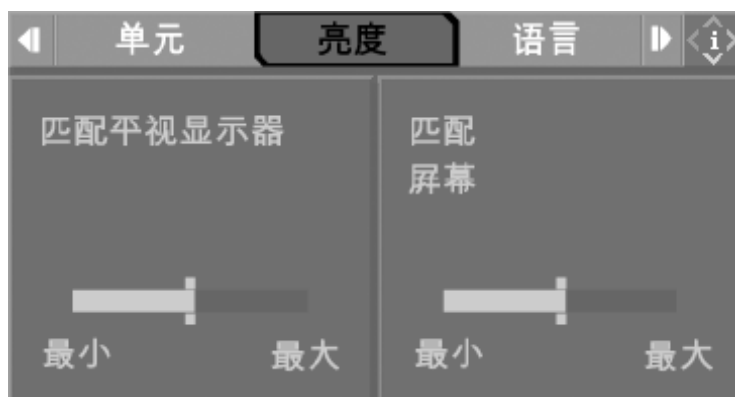 单元 亮度 语言 i
匹配平视显示器
匹配
屏幕
最小 最大
最小 最大